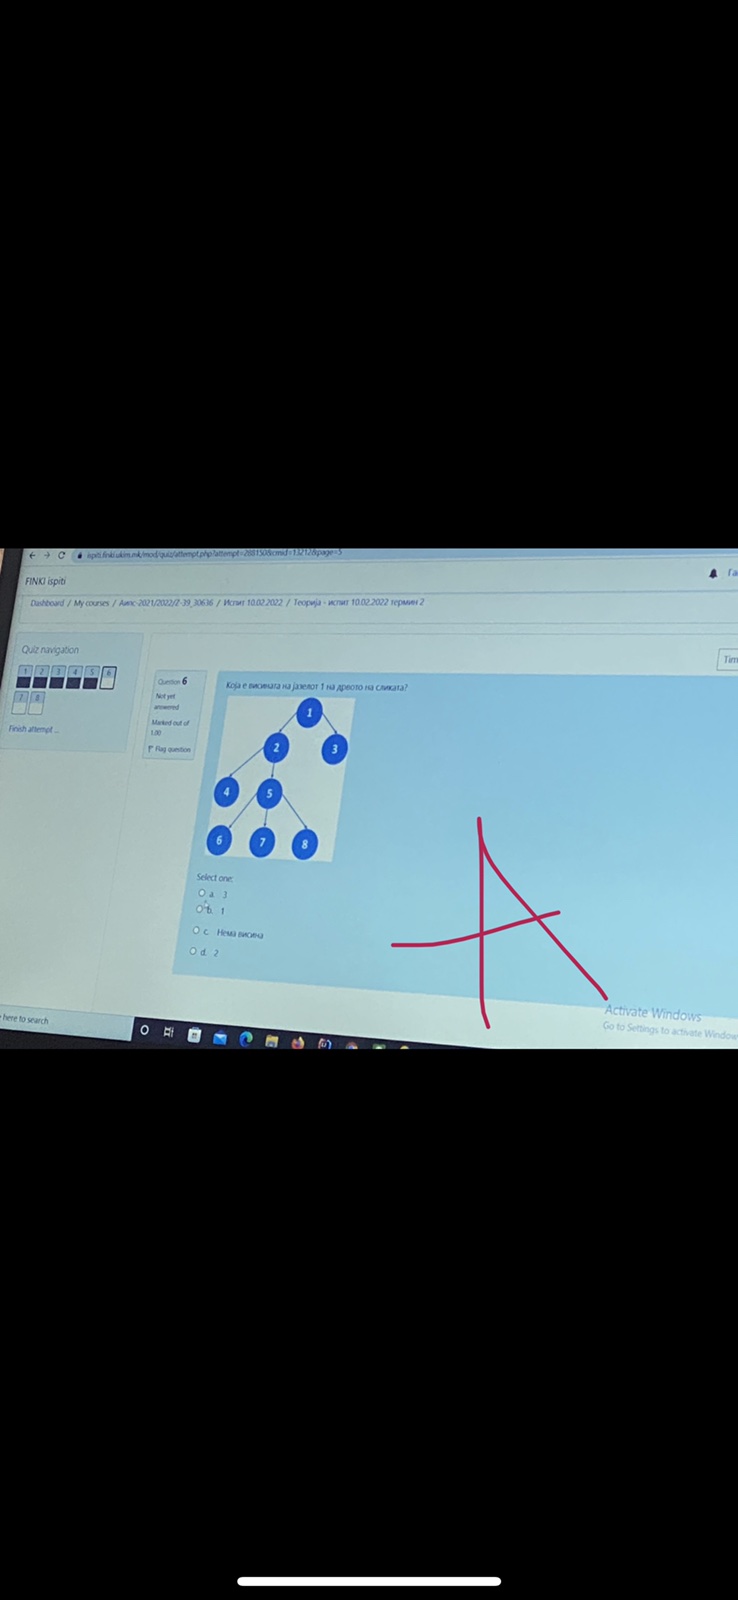 ispiti.finki.ukim.mk/mod/quiz/attempt.php?attempt=288150&cmid=13212&page=5
FINKI ispiti
Dashboard / My courses / Аипс-2021/2022/Z-39_30636 / Испит 10.02.2022 / Теорија - испит 10.02.2022 термин 2
Quiz navigation
1 2 3 4 5 6
7 8
Finish attempt ...
Question 6
Not yet
answered
Marked out of
1.00
Flag question
Tim
Која е висината на јазелот 1 на дрвото на сликата?
1
2 3
4 5
6 7 8
Select one:
a. 3
b. 1
c. Нема висина
d. 2
A
Activate Windows
Go to Settings to activate Window
here to search